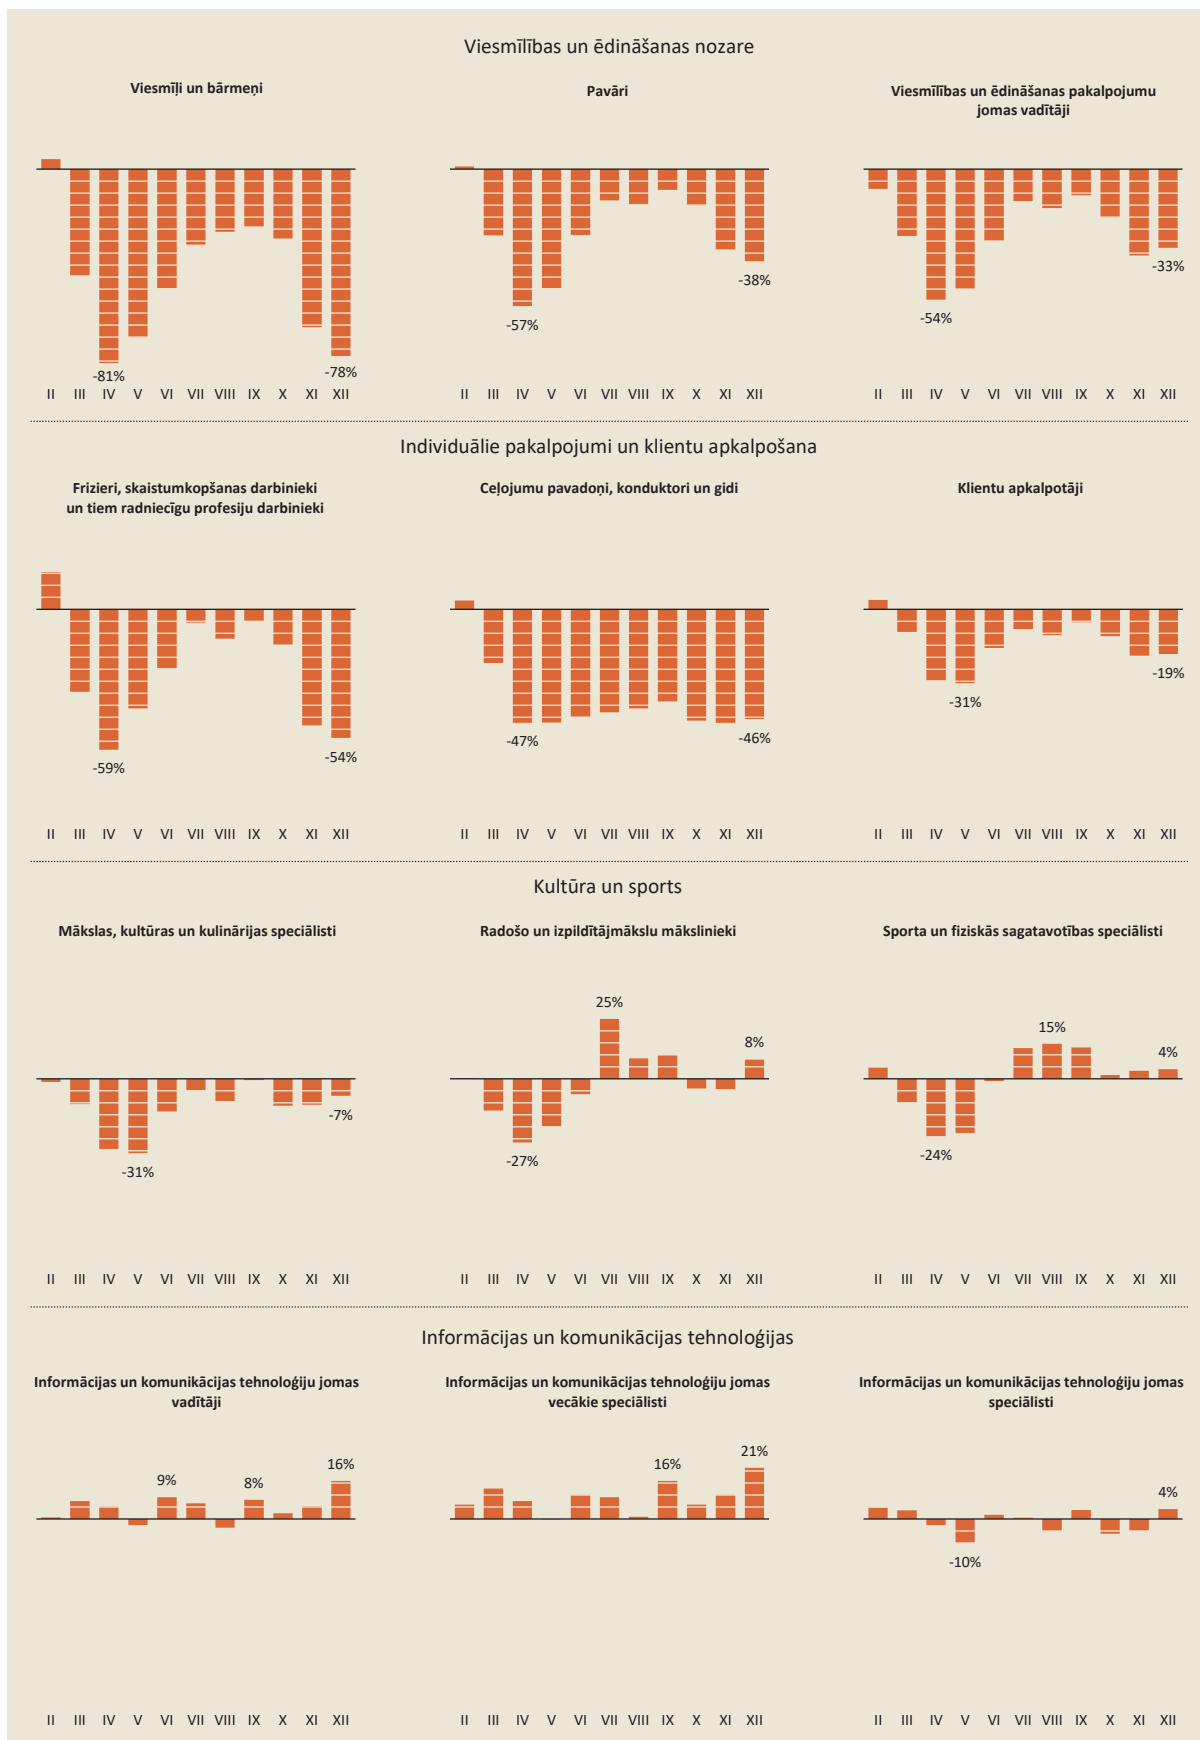 Viesmīlības un ēdināšanas nozare
Viesmīļi un bārmeņi
Pavāri
Viesmīlības un ēdināšanas pakalpojumu
jomas vadītāji
-81%
-78%
-57%
-38%
-54%
-33%
II III IV V VI VII VIII IX X XI XII
II III IV V VI VII VIII IX X XI XII
II III IV V VI VII VIII IX X XI XII
Individuālie pakalpojumi un klientu apkalpošana
Frizieri, skaistumkopšanas darbinieki
un tiem radniecīgu profesiju darbinieki
Ceļojumu pavadoņi, konduktori un gidi
Klientu apkalpotāji
-59%
-54%
-47%
-46%
-31%
-19%
II III IV V VI VII VIII IX X XI XII
II III IV V VI VII VIII IX X XI XII
II III IV V VI VII VIII IX X XI XII
Kultūra un sports
Mākslas, kultūras un kulinārijas speciālisti
Radošo un izpildītājmākslu mākslinieki
Sporta un fiziskās sagatavotības speciālisti
-31%
-7%
-27%
25%
8%
-24%
15%
4%
II III IV V VI VII VIII IX X XI XII
II III IV V VI VII VIII IX X XI XII
II III IV V VI VII VIII IX X XI XII
Informācijas un komunikācijas tehnoloģijas
Informācijas un komunikācijas tehnoloģiju jomas
vadītāji
Informācijas un komunikācijas tehnoloģiju jomas
vecākie speciālisti
Informācijas un komunikācijas tehnoloģiju jomas
speciālisti
9%
8%
16%
16%
21%
-10%
4%
II III IV V VI VII VIII IX X XI XII
II III IV V VI VII VIII IX X XI XII
II III IV V VI VII VIII IX X XI XII